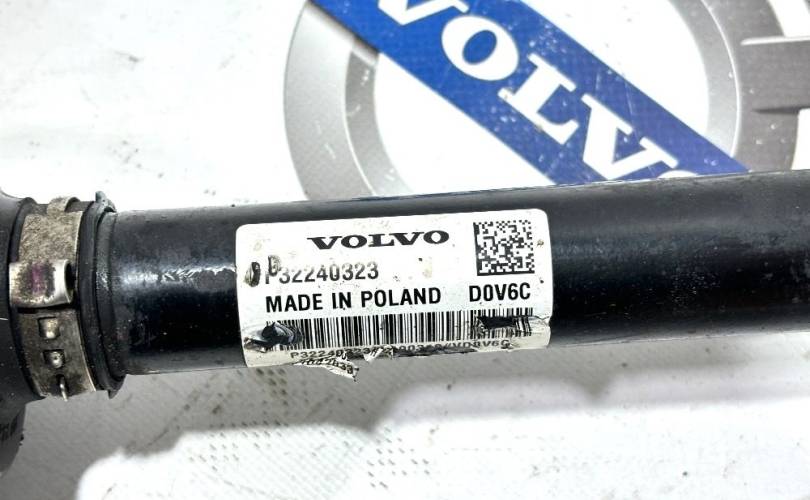 VOLVO
VOLVO
P32240323
MADE IN POLAND D0V6C